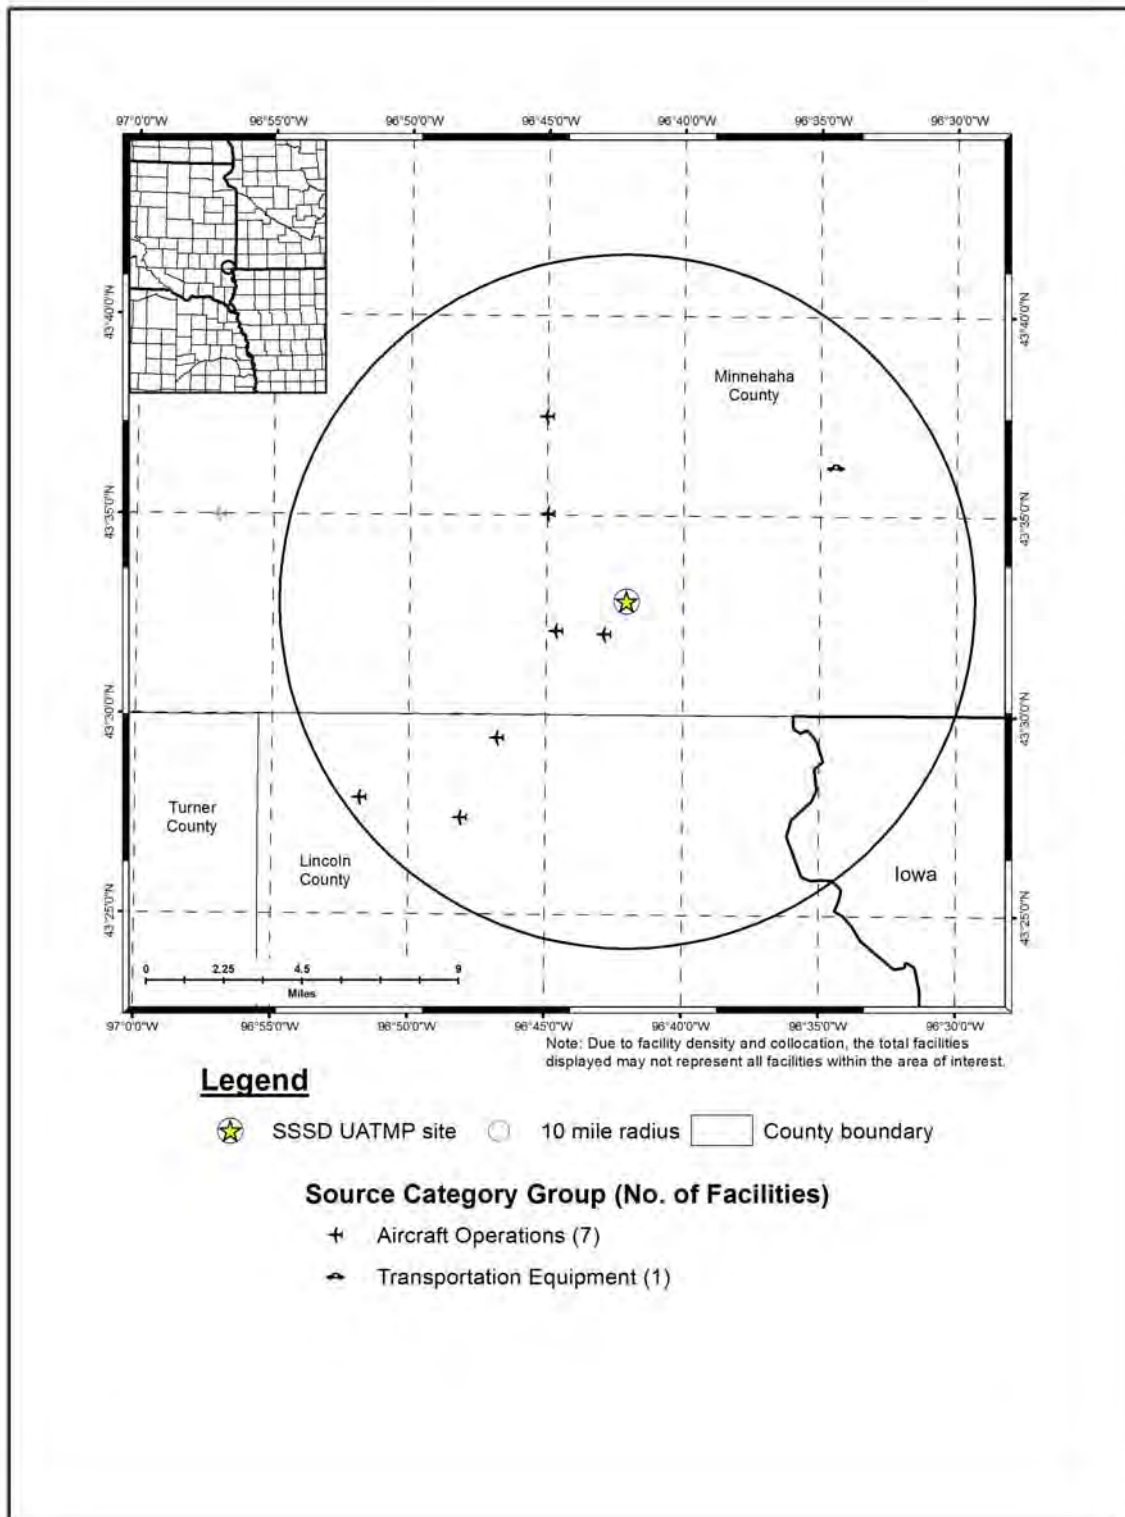 97°0'0"W 96°55'0"W 96°50'0"W 96°45'0"W 96°40'0"W 96°35'0"W 96°30'0"W
43°40'0"N 43°40'0"N
Minnehaha
County
43°35'0"N 43°35'0"N
43°30'0"N 43°30'0"N
Turner
County
Lincoln
County
Iowa
43°25'0"N 43°25'0"N
0 2.25 4.5 9
Miles
97°0'0"W 96°55'0"W 96°50'0"W 96°45'0"W 96°40'0"W 96°35'0"W 96°30'0"W
Note: Due to facility density and collocation, the total facilities
displayed may not represent all facilities within the area of interest.
Legend
SSSD UATMP site 10 mile radius County boundary
Source Category Group (No. of Facilities)
Aircraft Operations (7)
Transportation Equipment (1)